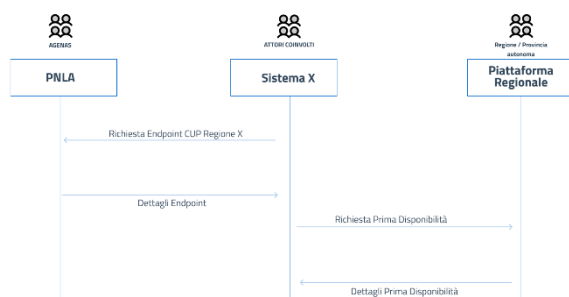 AGENAS
ATTORI COINVOLTI
Regione / Provincia
autonoma
PNLA
Sistema X
Piattaforma
Regionale
Richiesta Endpoint CUP Regione X
Dettagli Endpoint
Richiesta Prima Disponibilità
Dettagli Prima Disponibilità